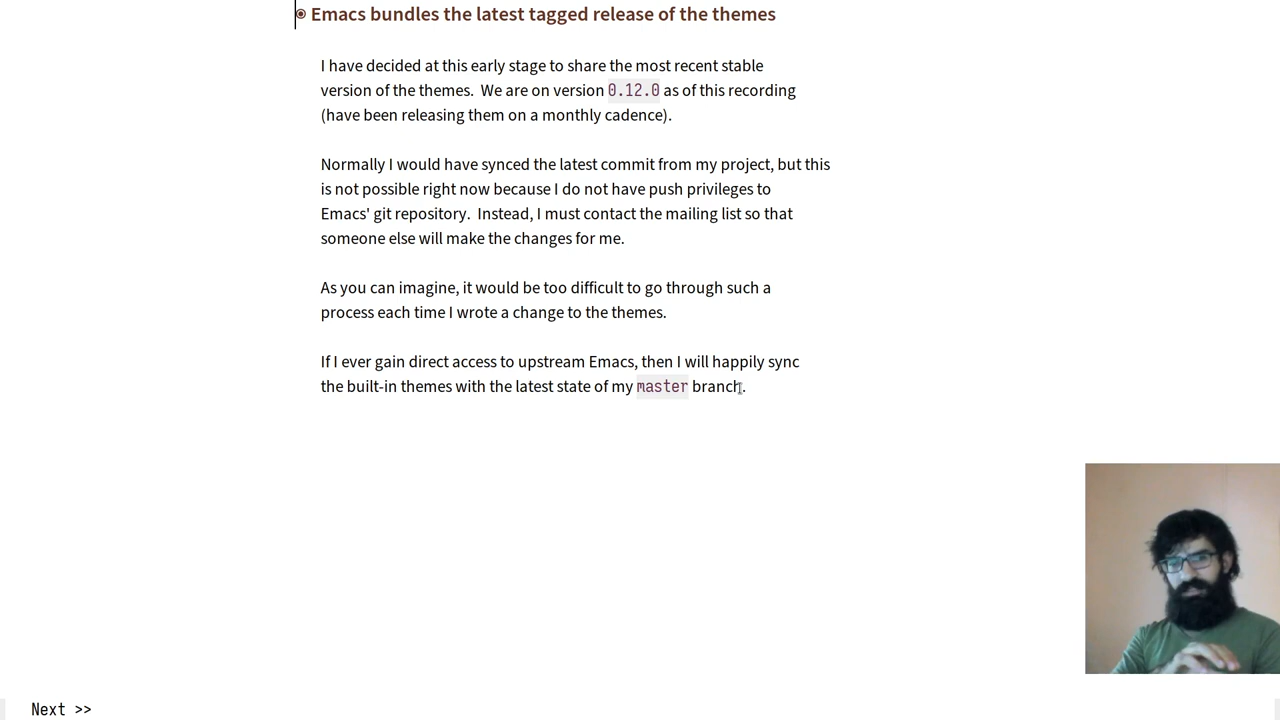 Emacs bundles the latest tagged release of the themes
I have decided at this early stage to share the most recent stable
version of the themes.  We are on version 0.12.0 as of this recording
(have been releasing them on a monthly cadence).
Normally I would have synced the latest commit from my project, but this
is not possible right now because I do not have push privileges to
Emacs' git repository.  Instead, I must contact the mailing list so that
someone else will make the changes for me.
As you can imagine, it would be too difficult to go through such a
process each time I wrote a change to the themes.
If I ever gain direct access to upstream Emacs, then I will happily sync
the built-in themes with the latest state of my master branch.
Next >>